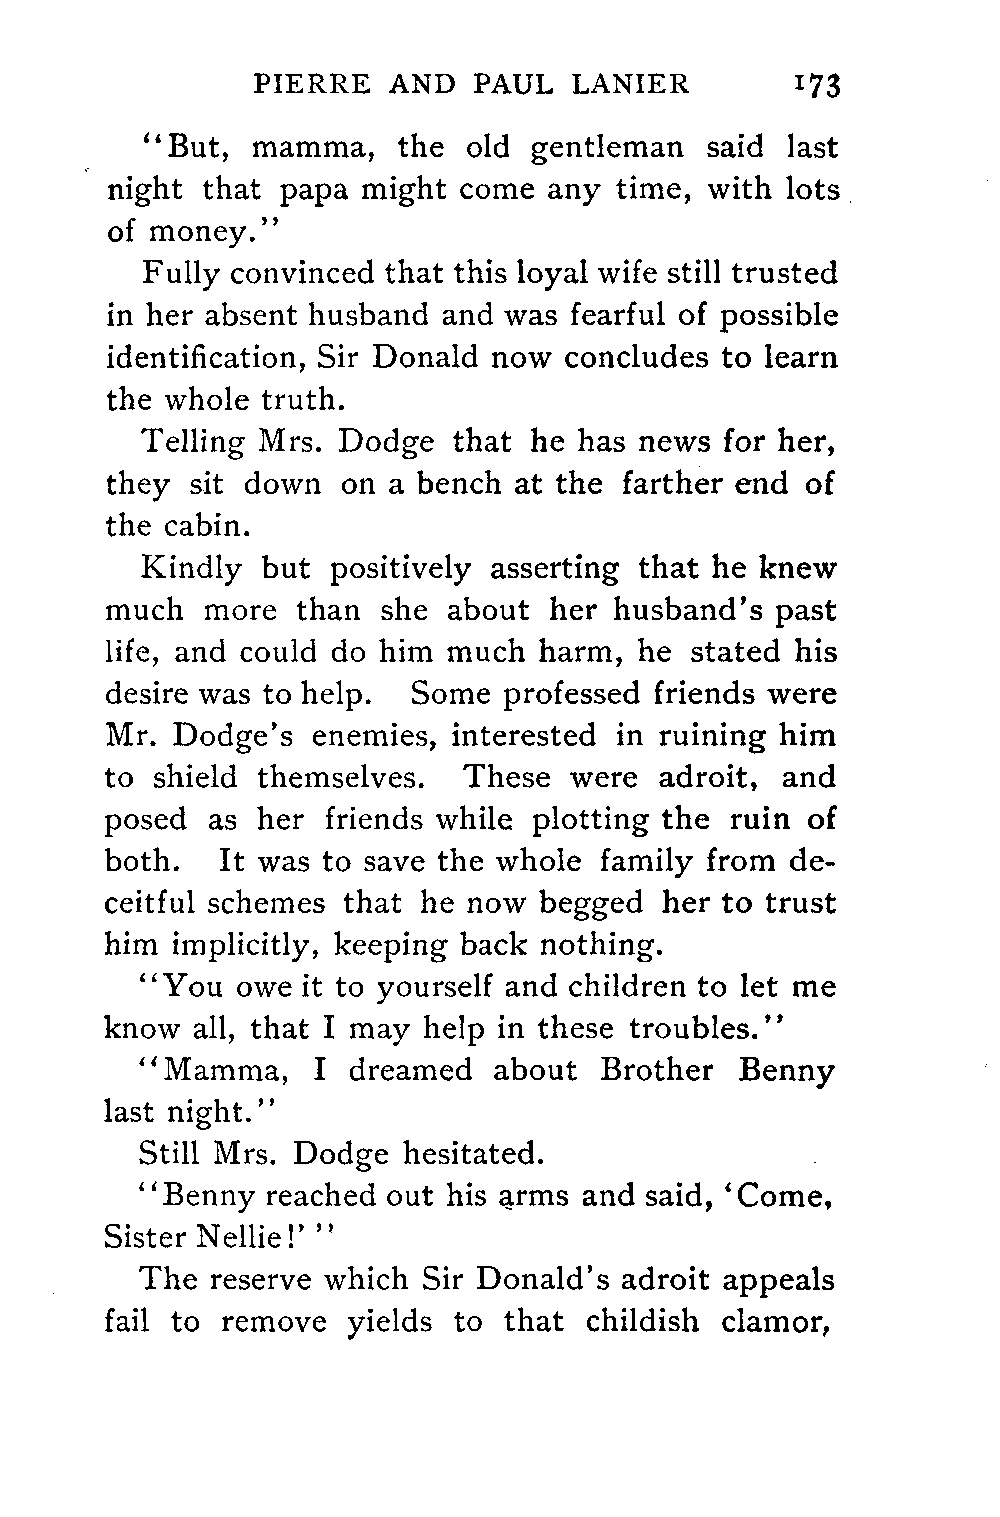 PIERRE AND PAUL LANIER 173
“But, mamma, the old gentleman said last
night that papa might come any time, with lots
of money.”
Fully convinced that this loyal wife still trusted
in her absent husband and was fearful of possible
identification, Sir Donald now concludes to learn
the whole truth.
Telling Mrs. Dodge that he has news for her,
they sit down on a bench at the farther end of
the cabin.
Kindly but positively asserting that he knew
much more than she about her husband’s past
life, and could do him much harm, he stated his
desire was to help. Some professed friends were
Mr. Dodge’s enemies, interested in ruining him
to shield themselves. These were adroit, and
posed as her friends while plotting the ruin of
both. It was to save the whole family from de-
ceitful schemes that he now begged her to trust
him implicitly, keeping back nothing.
“You owe it to yourself and children to let me
know all, that I may help in these troubles.”
“Mamma, I dreamed about Brother Benny
last night.”
Still Mrs. Dodge hesitated.
“Benny reached out his arms and said, ‘Come,
Sister Nellie!’ ”
The reserve which Sir Donald’s adroit appeals
fail to remove yields to that childish clamor,